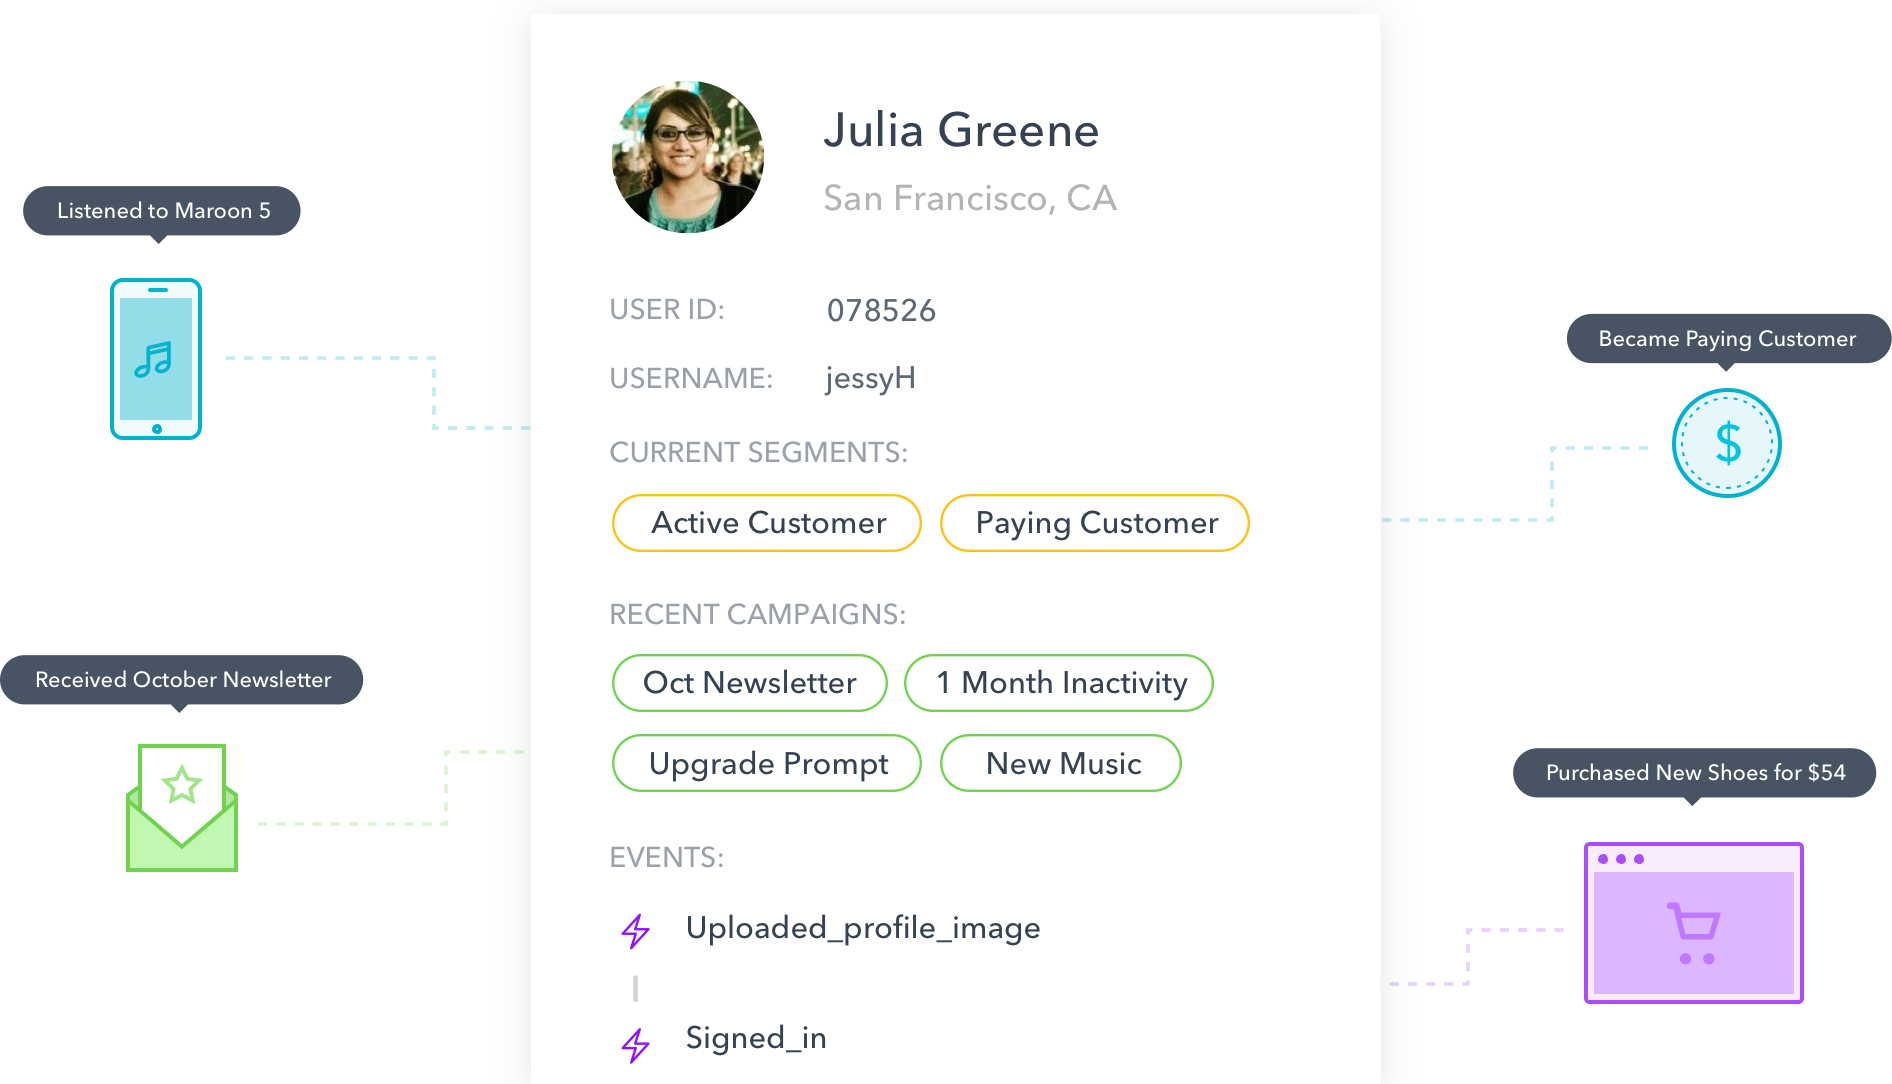 Julia Greene
San Francisco, CA
Listened to Maroon 5
USER ID: 078526
Became Paying Customer
$
USERNAME: jessyH
CURRENT SEGMENTS:
Active Customer Paying Customer
RECENT CAMPAIGNS:
Received October Newsletter
Oct Newsletter 1 Month Inactivity
Upgrade Prompt New Music
Purchased New Shoes for $54
EVENTS:
Uploaded_profile_image
Signed_in